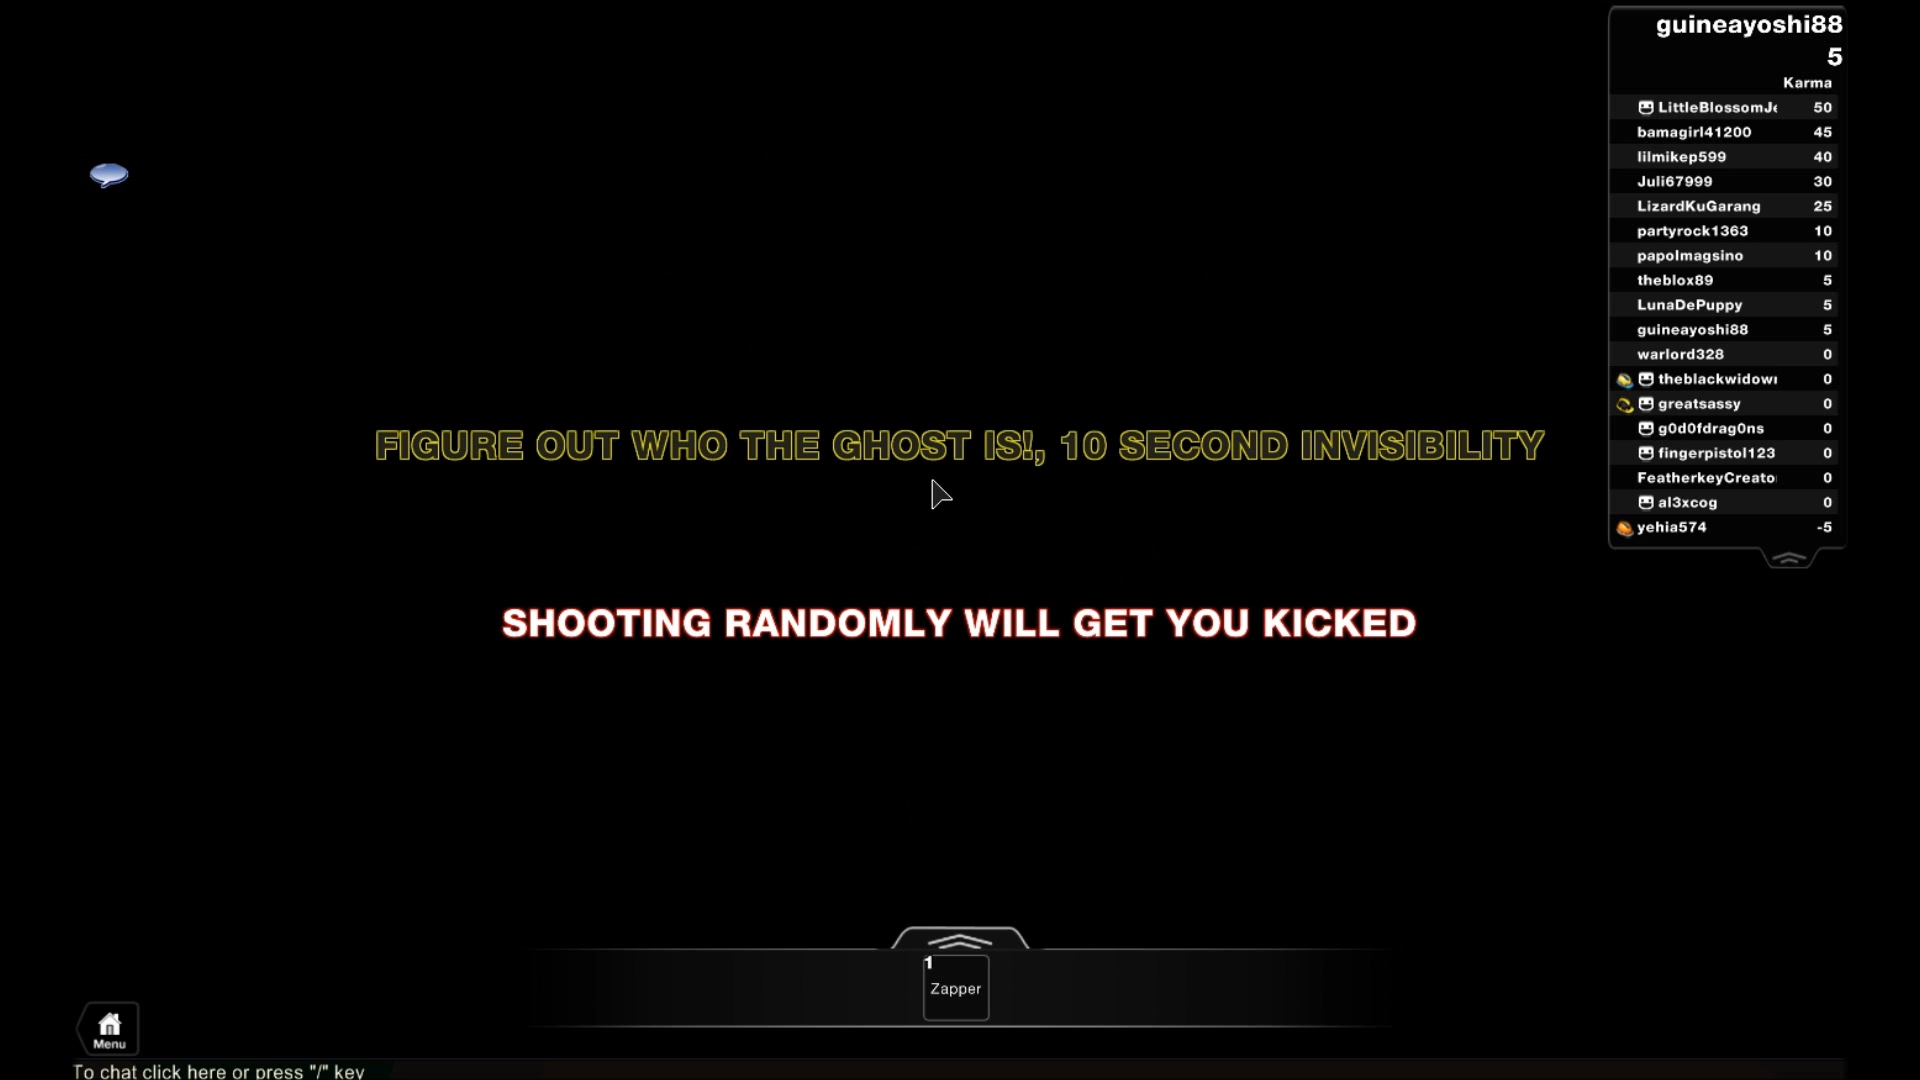 guineayoshi88
5
Karma
LittleBlossomJe 50
bamagirl41200 45
lilmikep599 40
Juli67999 30
LizardKuGarang 25
partyrock1363 10
papolmagsino 10
theblox89 5
LunaDePuppy 5
guineayoshi88 5
warlord328 0
theblackwidow 0
greatsassy 0
g0d0fdrag0ns 0
fingerpistol123 0
FeatherkeyCreato 0
al3xcog 0
yehia574 -5
FIGURE OUT WHO THE GHOST IS!, 10 SECOND INVISIBILITY
SHOOTING RANDOMLY WILL GET YOU KICKED
1
Zapper
Menu
To chat click here or press "/" key